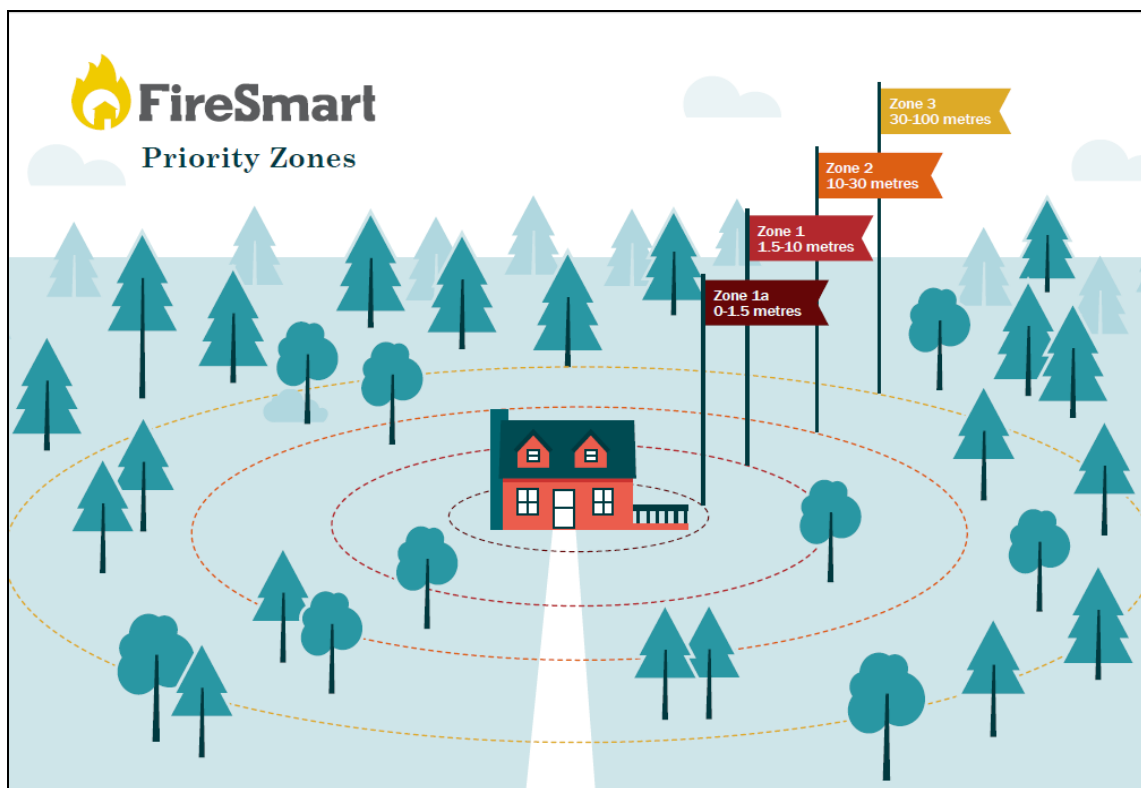 FireSmart
Priority Zones
Zone 3
30-100 metres
Zone 2
10-30 metres
Zone 1
1.5-10 metres
Zone 1a
0-1.5 metres